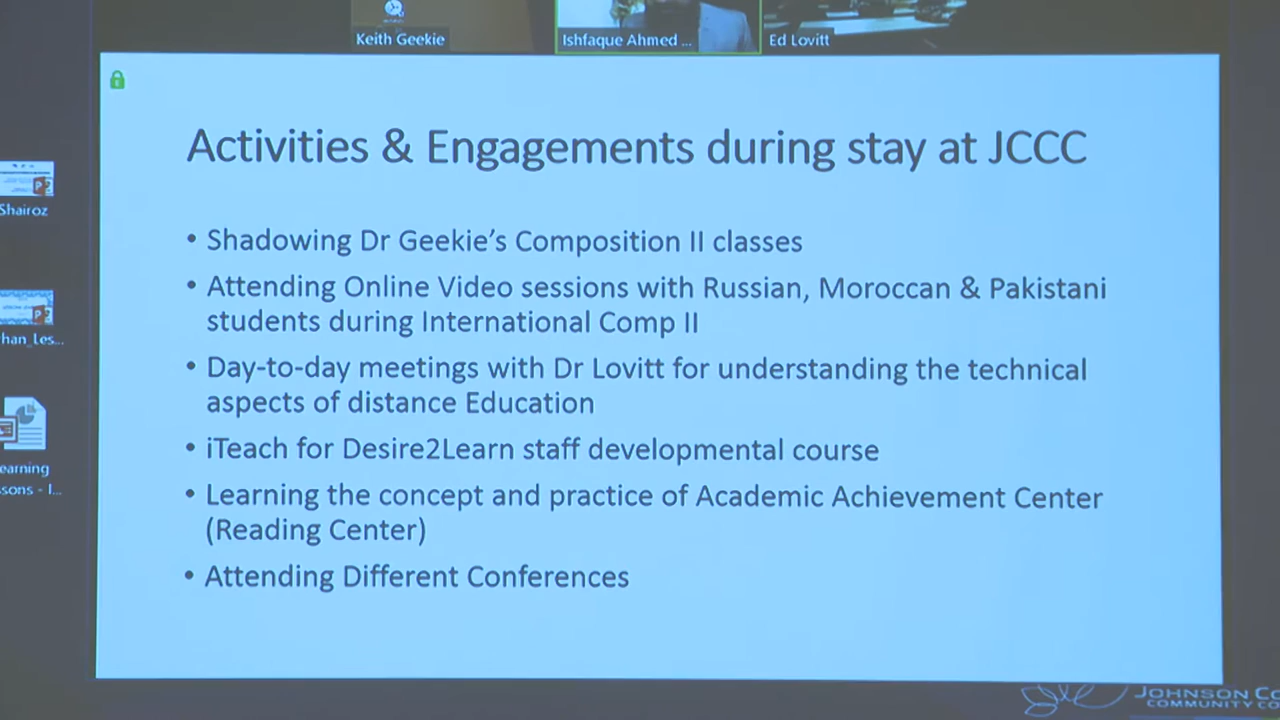 Keith Geekie
Ishfaque Ahmed ...
Ed Lovitt
Activities & Engagements during stay at JCCC
• Shadowing Dr Geekie's Composition II classes
• Attending Online Video sessions with Russian, Moroccan & Pakistani
students during International Comp II
• Day-to-day meetings with Dr Lovitt for understanding the technical
aspects of distance Education
• iTeach for Desire2Learn staff developmental course
• Learning the concept and practice of Academic Achievement Center
(Reading Center)
• Attending Different Conferences
Shairoz
han_Les...
earning
sons - l...
JOHNSON CO
COMMUNITY CO